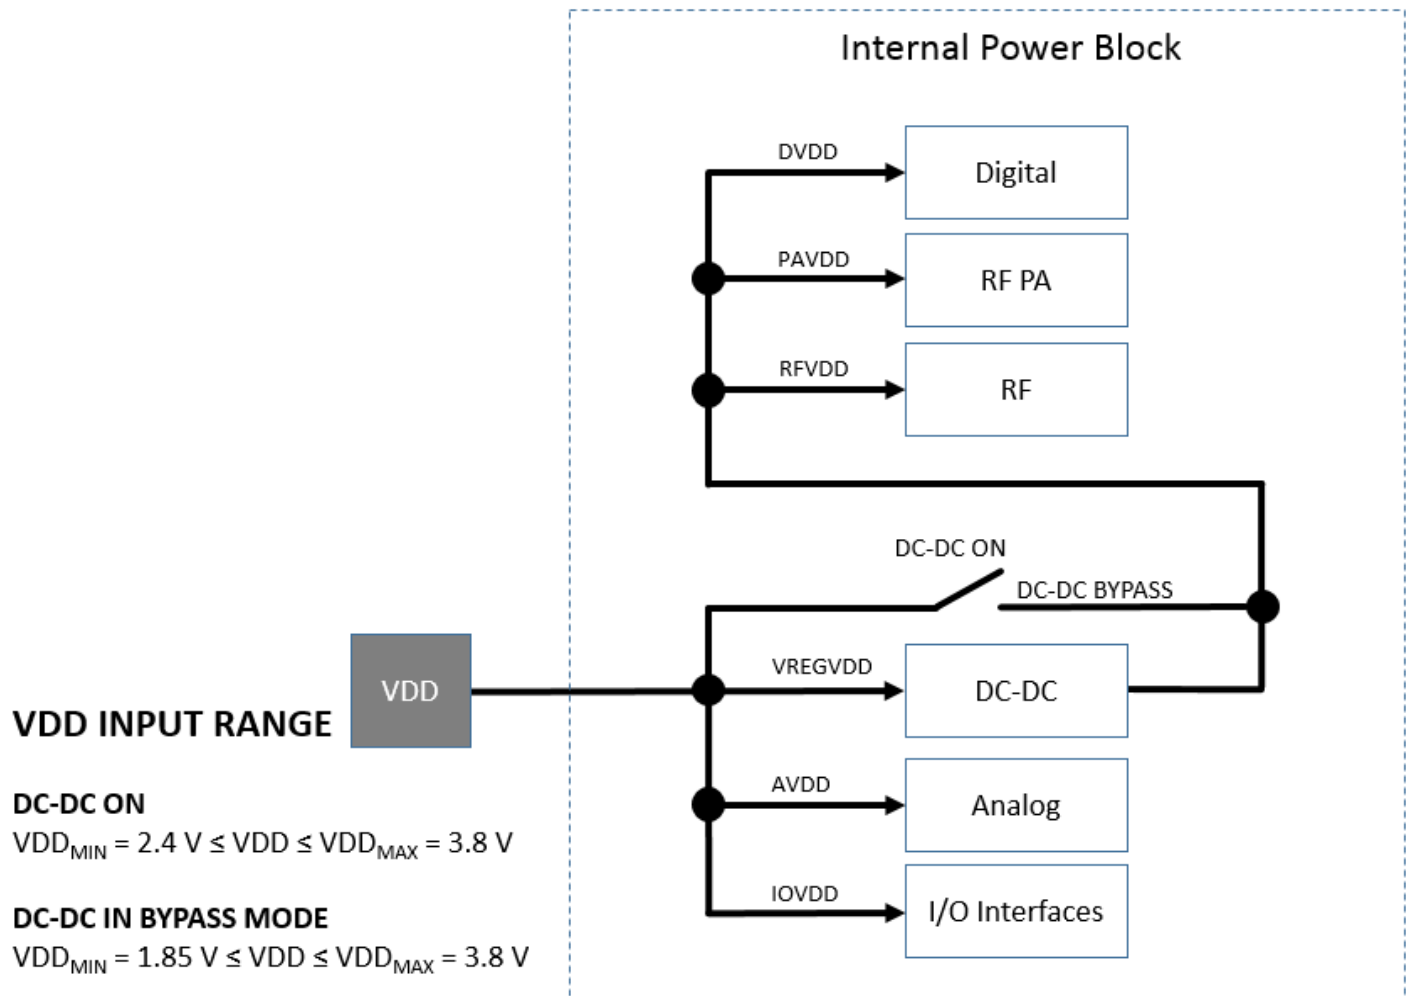 Internal Power Block
DVDD
Digital
PAVDD
RF PA
RFVDD
RF
DC-DC ON
DC-DC BYPASS
VREGVDD
DC-DC
VDD
VDD INPUT RANGE
AVDD
Analog
DC-DC ON
VDDMIN = 2.4 V ≤ VDD ≤ VDDMAX = 3.8 V
IOVDD
I/O Interfaces
DC-DC IN BYPASS MODE
VDDMIN = 1.85 V ≤ VDD ≤ VDDMAX = 3.8 V